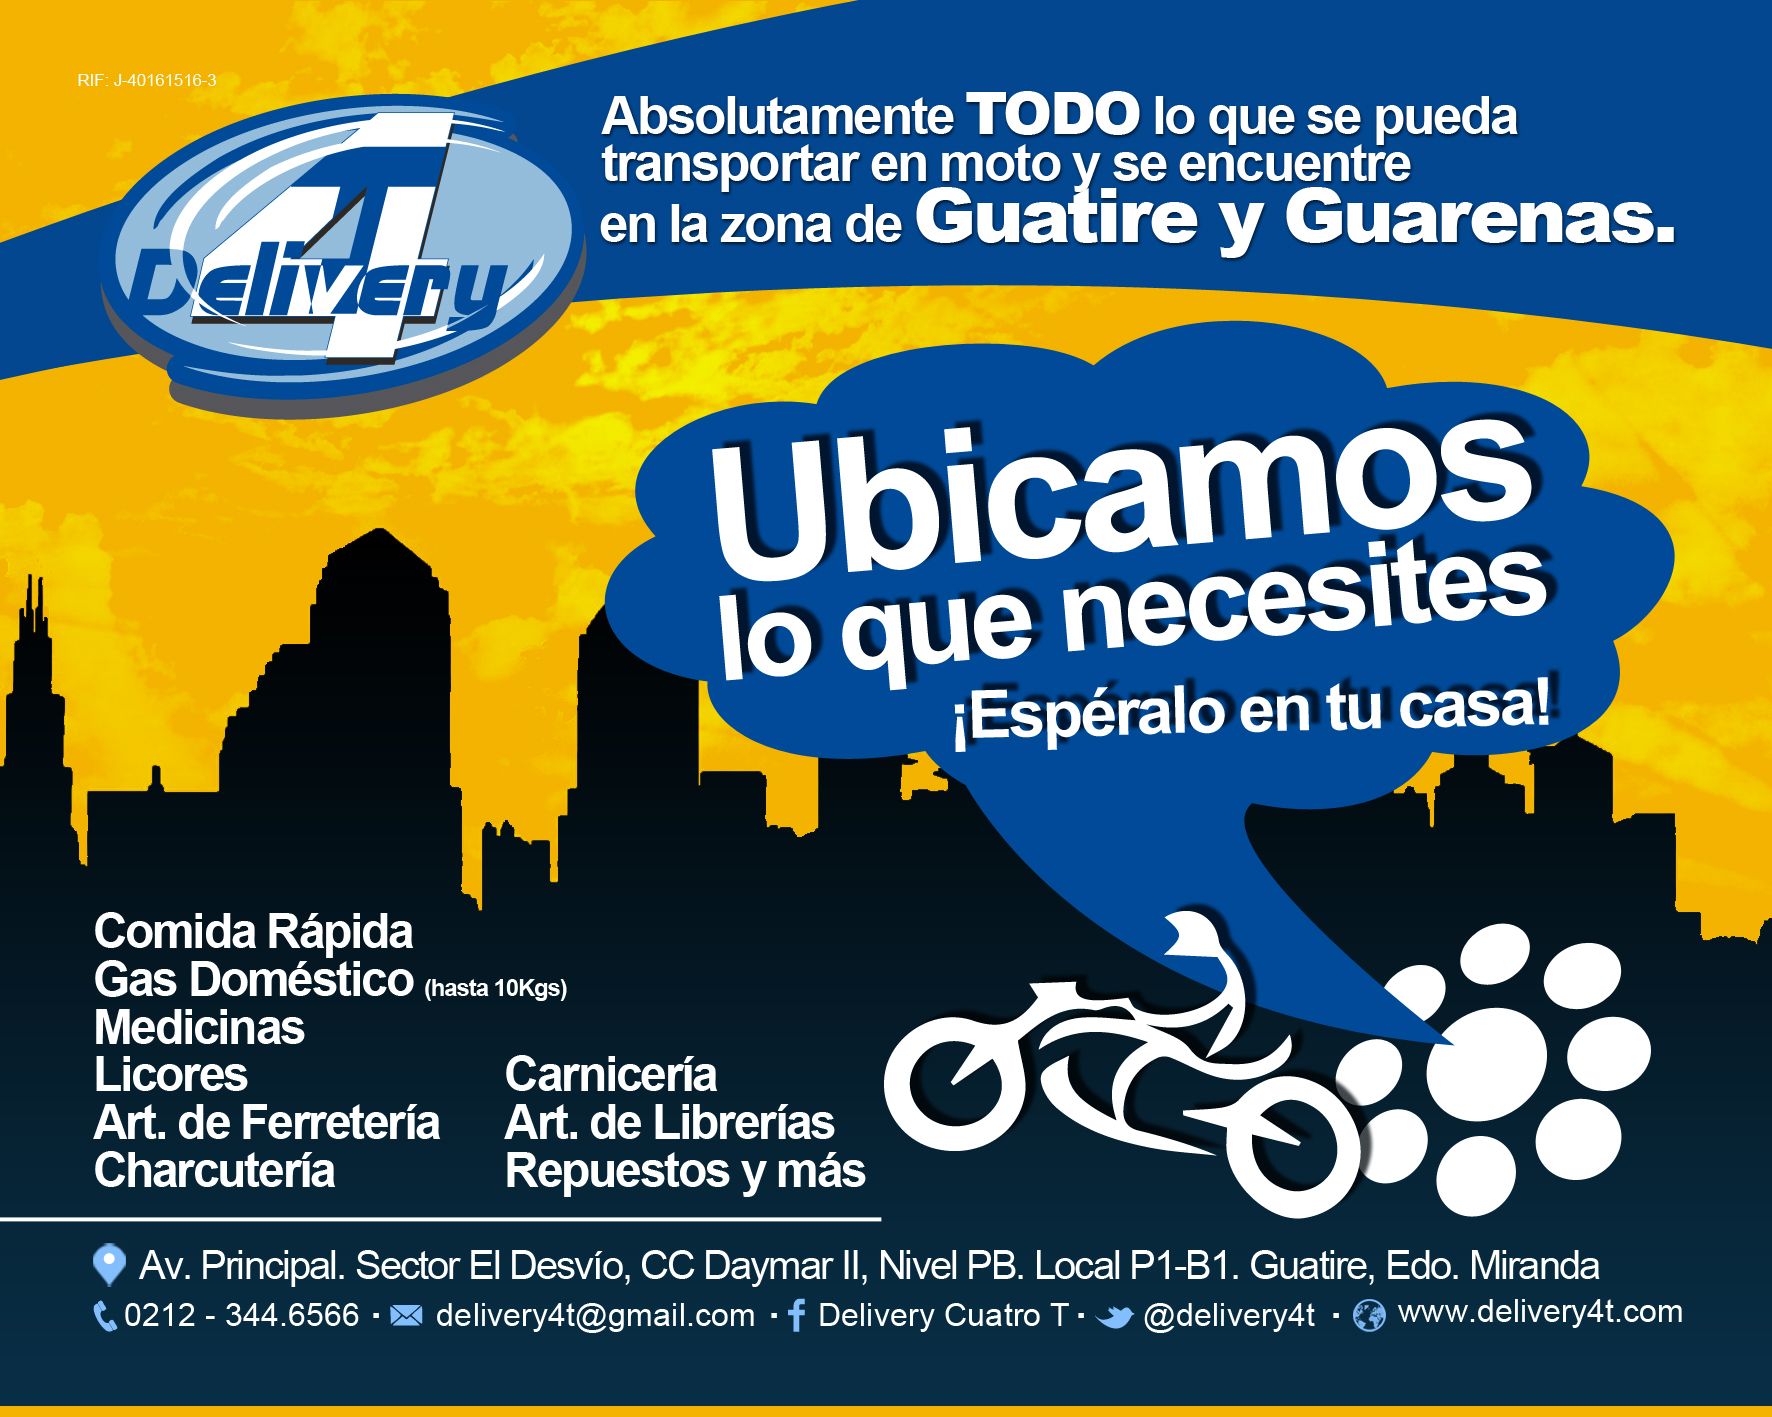 RIF: J-40161516-3
4T
Delivery
Absolutamente TODO lo que se pueda
transportar en moto y se encuentre
en la zona de Guatire y Guarenas.
Ubicamos
lo que necesites
¡Espéralo en tu casa!
Comida Rápida
Gas Doméstico (hasta 10Kgs)
Medicinas
Licores
Art. de Ferretería
Charcutería
Carnicería
Art. de Librerías
Repuestos y más
Av. Principal. Sector El Desvío, CC Daymar II, Nivel PB. Local P1-B1. Guatire, Edo. Miranda
0212 - 344.6566 · delivery4t@gmail.com · Delivery Cuatro T · @delivery4t · www.delivery4t.com